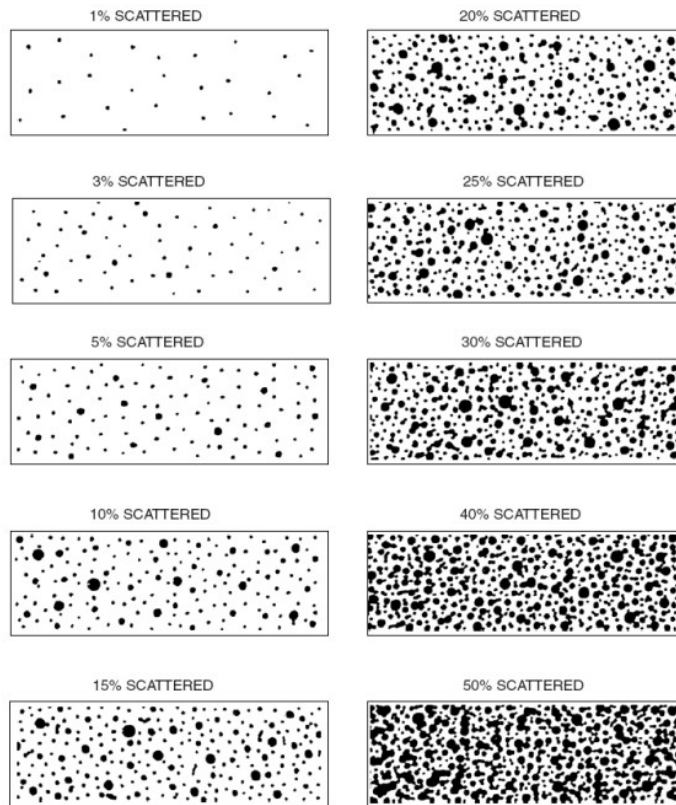 1% SCATTERED
3% SCATTERED
5% SCATTERED
10% SCATTERED
15% SCATTERED
20% SCATTERED
25% SCATTERED
30% SCATTERED
40% SCATTERED
50% SCATTERED